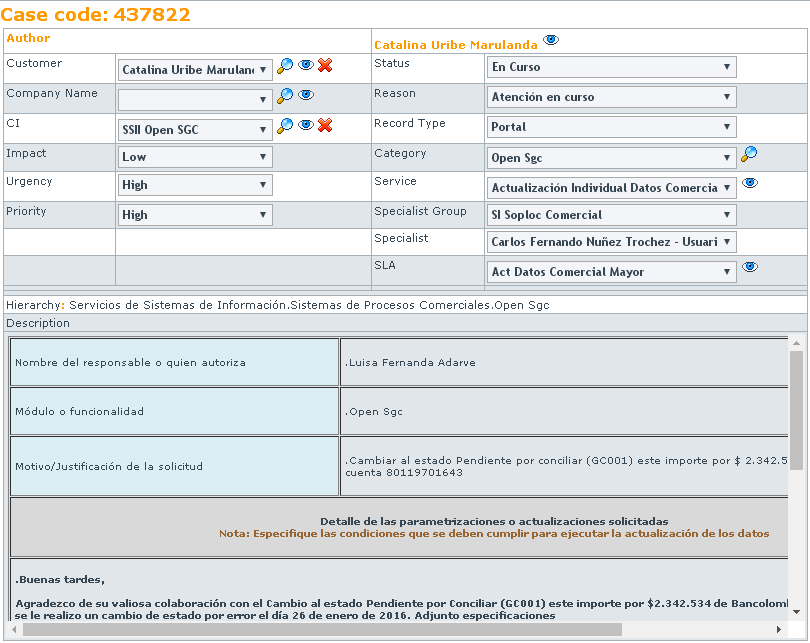 Case code: 437822
Author
Catalina Uribe Marulanda
Customer
Catalina Uribe
Status
En Curso
Company Name
Reason
Atención en curso
CI
SSII Open SGC
Record Type
Portal
Impact
Low
Category
Open Sgc
Urgency
High
Service
Actualización Individual Datos Comercia
Priority
High
Specialist Group
SI Soploc Comercial
Specialist
Carlos Fernando Nuñez Trochez - Usuari
SLA
Act Datos Comercial Mayor
Hierarchy: Servicios de Sistemas de Información.Sistemas de Procesos Comerciales.Open Sgc
Description
Nombre del responsable o quien autoriza
.Luisa Fernanda Adarve
Módulo o funcionalidad
.Open Sgc
Motivo/Justificación de la solicitud
.Cambiar al estado Pendiente por conciliar (GC001) este importe por $ 2.342.5
cuenta 80119701643
Detalle de las parametrizaciones o actualizaciones solicitadas
Nota: Especifique las condiciones que se deben cumplir para ejecutar la actualización de los datos
.Buenas tardes,
Agradezco de su valiosa colaboración con el Cambio al estado Pendiente por Conciliar (GC001) este importe por $2.342.534 de Bancolom
se le realizo un cambio de estado por error el día 26 de enero de 2016. Adjunto especificaciones